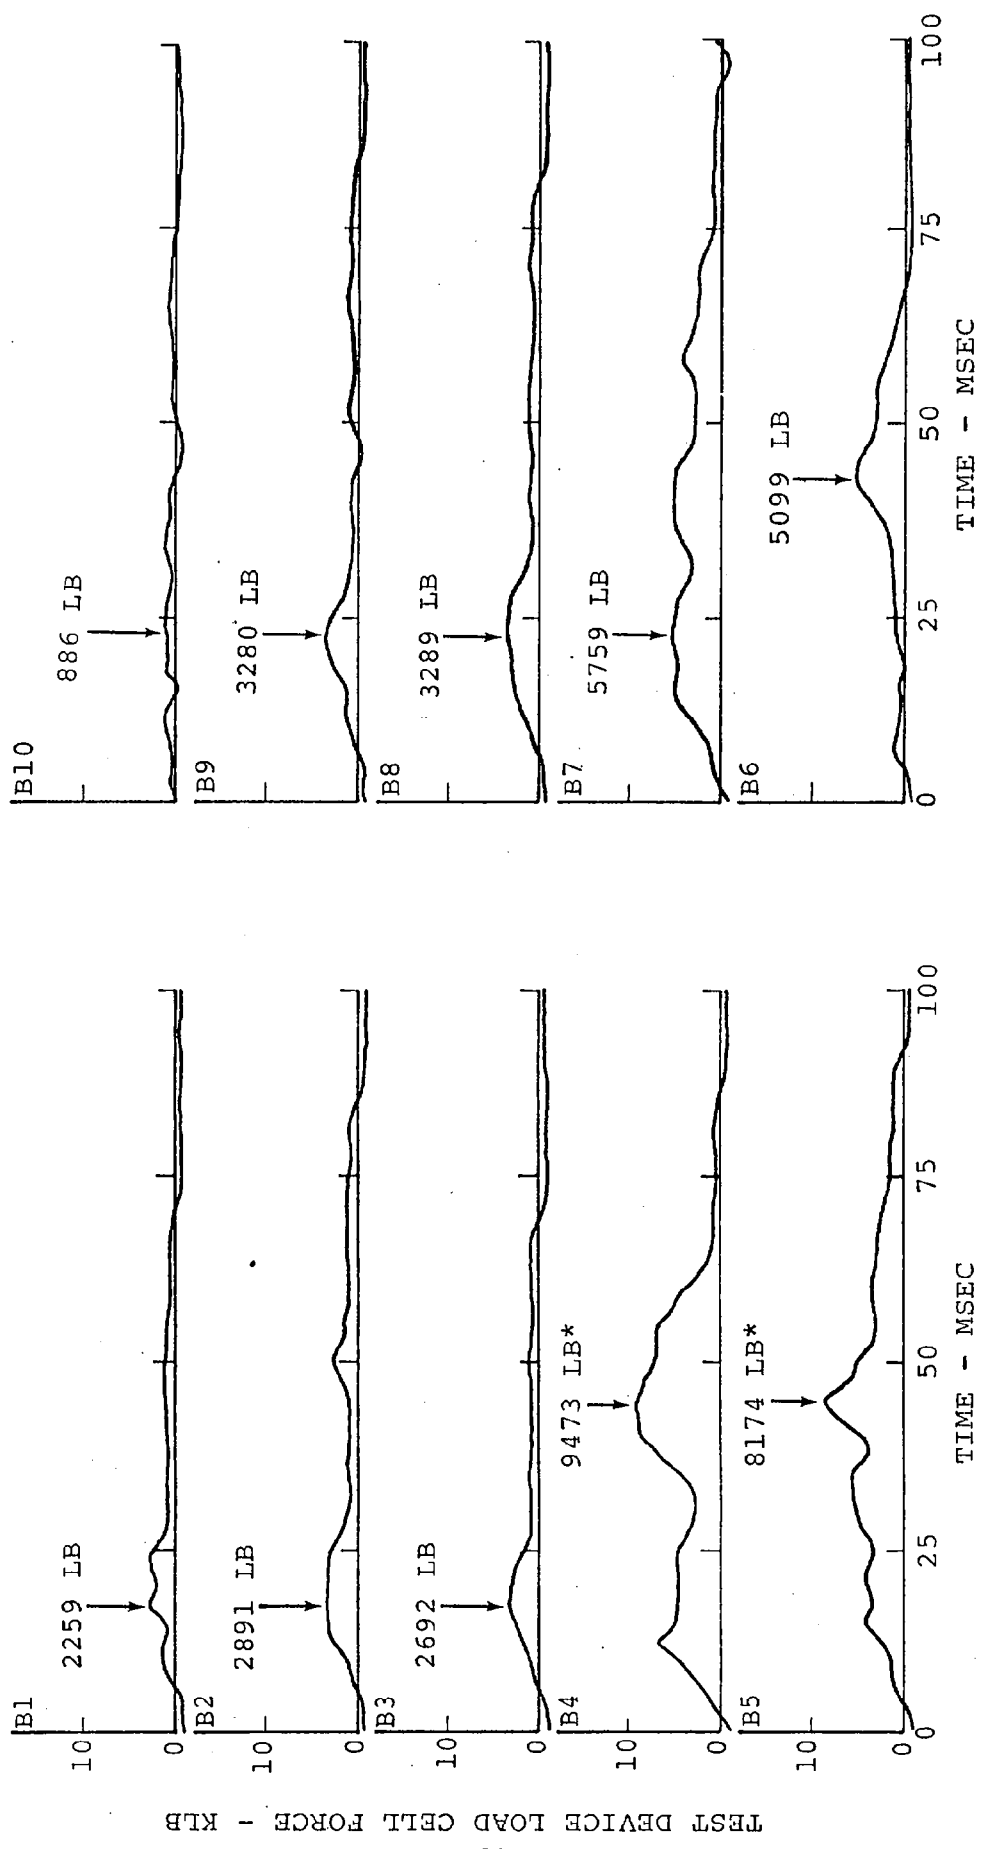 TEST DEVICE LOAD CELL FORCE - KLB
B1
10
0
2259 LB
B2
10
0
2891 LB
B3
10
0
2692 LB
B4
10
0
9473 LB*
B5
10
0
8174 LB*
0 25 50 75 100
TIME - MSEC
B10
886 LB
B9
3280 LB
B8
3289 LB
B7
5759 LB
B6
5099 LB
0 25 50 75 100
TIME - MSEC